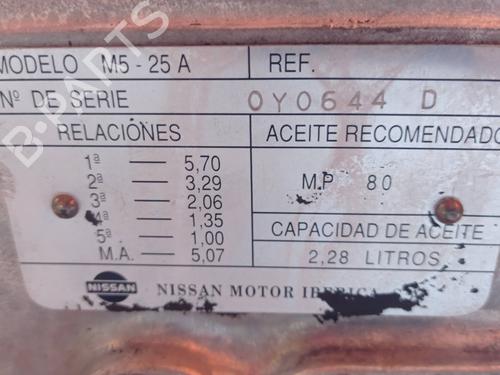 MODELO M5 - 25 A REF.
Nº DE SERIE 0Y0644 D
RELACIONES
1ª 5,70
2ª 3,29
3ª 2,06
4ª 1,35
5ª 1,00
M.A. 5,07
ACEITE RECOMENDADO
M.P 80
CAPACIDAD DE ACEITE
2,28 LITROS
NISSAN NISSAN MOTOR IBERICA
B-PARTS